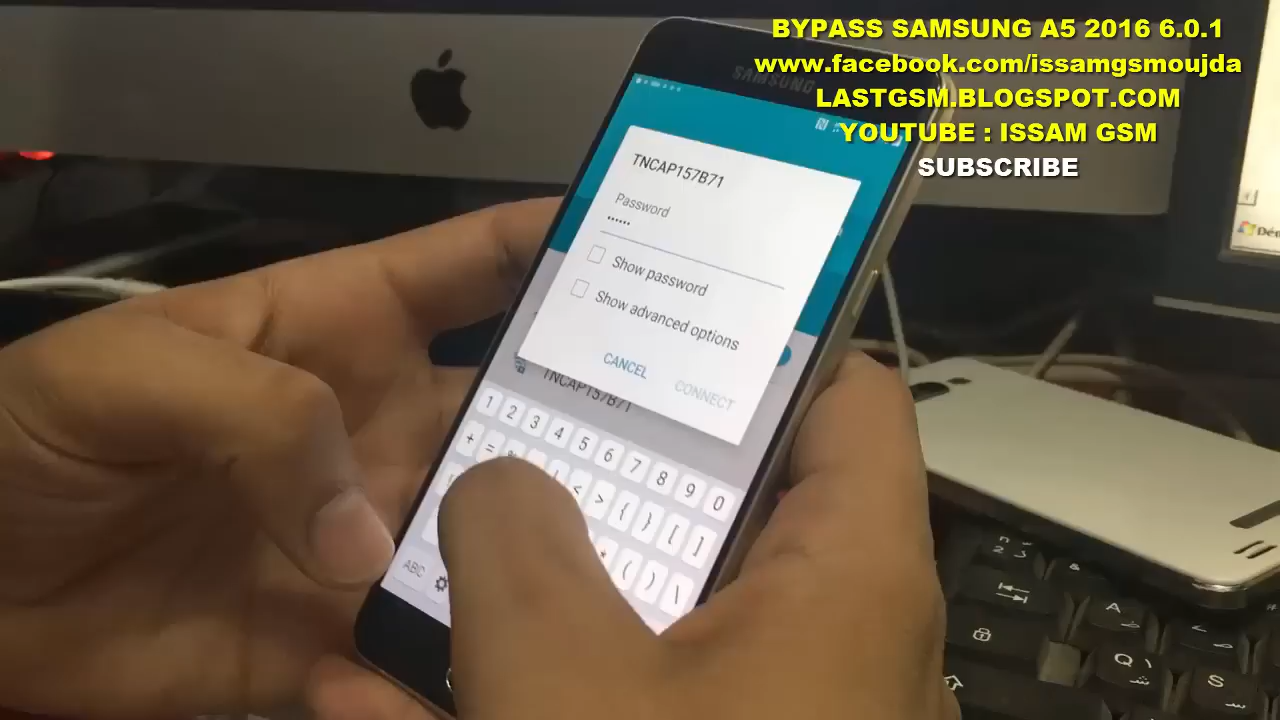 BYPASS SAMSUNG A5 2016 6.0.1
www.facebook.com/issamgsmoujda
LASTGSM.BLOGSPOT.COM
YOUTUBE : ISSAM GSM
SUBSCRIBE
SAMSUNG
TNCAP157B71
Password
••••••
Show password
Show advanced options
CANCEL CONNECT
TNCAP157B71
1 2 3 4 5 6 7 8 9 0
+ = % < > { } [ ]
* ( ) \
ABC
Dém
A
Q
S